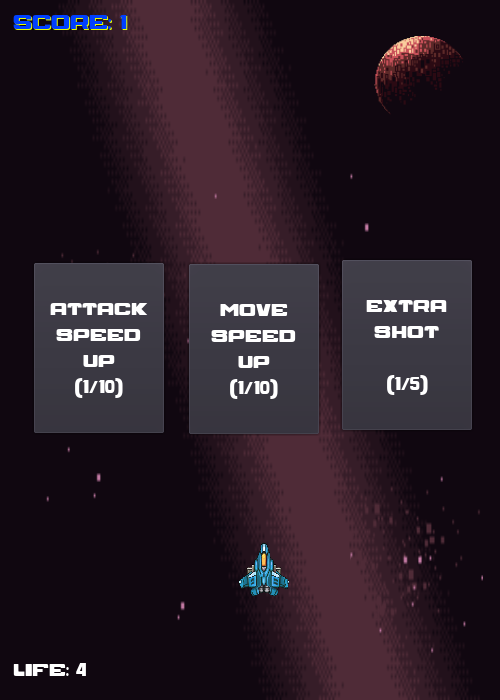 SCORE: 1
ATTACK
SPEED
UP
(1/10)
MOVE
SPEED
UP
(1/10)
EXTRA
SHOT
(1/5)
LIFE: 4